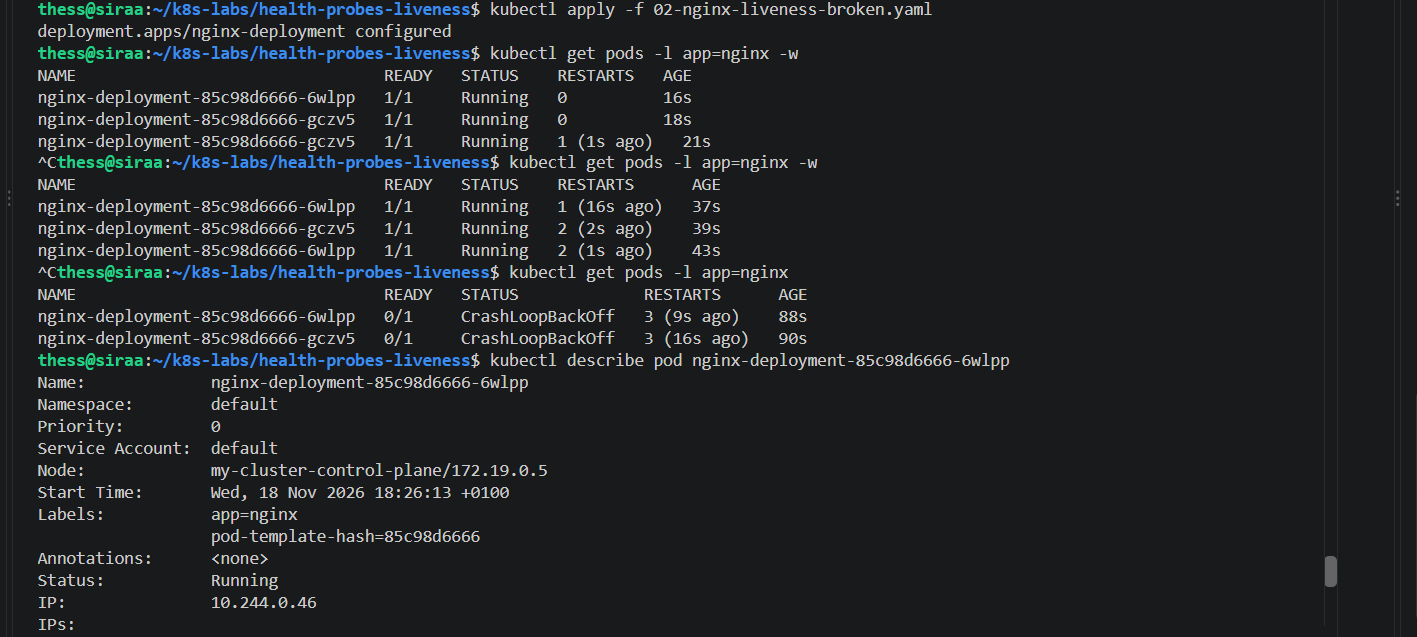 thess@siraa:~/k8s-labs/health-probes-liveness$ kubectl apply -f 02-nginx-liveness-broken.yaml
deployment.apps/nginx-deployment configured
thess@siraa:~/k8s-labs/health-probes-liveness$ kubectl get pods -l app=nginx -w
NAME                                READY   STATUS    RESTARTS   AGE
nginx-deployment-85c98d6666-6wlpp   1/1     Running   0          16s
nginx-deployment-85c98d6666-gczv5   1/1     Running   0          18s
nginx-deployment-85c98d6666-gczv5   1/1     Running   1 (1s ago)   21s
^Cthess@siraa:~/k8s-labs/health-probes-liveness$ kubectl get pods -l app=nginx -w
NAME                                READY   STATUS    RESTARTS      AGE
nginx-deployment-85c98d6666-6wlpp   1/1     Running   1 (16s ago)   37s
nginx-deployment-85c98d6666-gczv5   1/1     Running   2 (2s ago)    39s
nginx-deployment-85c98d6666-6wlpp   1/1     Running   2 (1s ago)    43s
^Cthess@siraa:~/k8s-labs/health-probes-liveness$ kubectl get pods -l app=nginx
NAME                                READY   STATUS             RESTARTS      AGE
nginx-deployment-85c98d6666-6wlpp   0/1     CrashLoopBackOff   3 (9s ago)    88s
nginx-deployment-85c98d6666-gczv5   0/1     CrashLoopBackOff   3 (16s ago)   90s
thess@siraa:~/k8s-labs/health-probes-liveness$ kubectl describe pod nginx-deployment-85c98d6666-6wlpp
Name:             nginx-deployment-85c98d6666-6wlpp
Namespace:        default
Priority:         0
Service Account:  default
Node:             my-cluster-control-plane/172.19.0.5
Start Time:       Wed, 18 Nov 2026 18:26:13 +0100
Labels:           app=nginx
                  pod-template-hash=85c98d6666
Annotations:      <none>
Status:           Running
IP:               10.244.0.46
IPs: